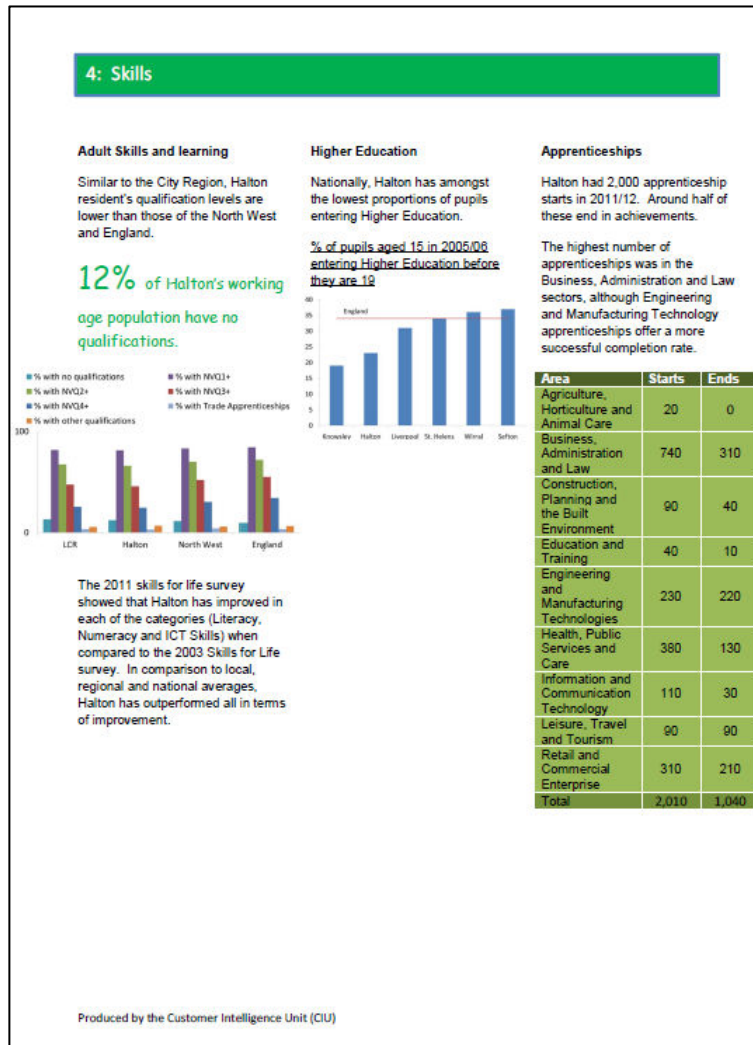 4: Skills
Adult Skills and learning
Similar to the City Region, Halton
resident's qualification levels are
lower than those of the North West
and England.
12% of Halton's working
age population have no
qualifications.
% with no qualifications
% with NVQ1+
% with NVQ2+
% with NVQ3+
% with NVQ4+
% with Trade Apprenticeships
% with other qualifications
100
0
LCR Halton North West England
The 2011 skills for life survey
showed that Halton has improved in
each of the categories (Literacy,
Numeracy and ICT Skills) when
compared to the 2003 Skills for Life
survey. In comparison to local,
regional and national averages,
Halton has outperformed all in terms
of improvement.
Higher Education
Nationally, Halton has amongst
the lowest proportions of pupils
entering Higher Education.
% of pupils aged 15 in 2005/06
entering Higher Education before
they are 19
40
England
35
30
25
20
15
10
5
0
Knowsley Halton Liverpool St. Helens Wirral Sefton
Apprenticeships
Halton had 2,000 apprenticeship
starts in 2011/12. Around half of
these end in achievements.
The highest number of
apprenticeships was in the
Business, Administration and Law
sectors, although Engineering
and Manufacturing Technology
apprenticeships offer a more
successful completion rate.
Area Starts Ends
Agriculture,
Horticulture and 20 0
Animal Care
Business,
Administration 740 310
and Law
Construction,
Planning and 90 40
the Built
Environment
Education and 40 10
Training
Engineering
and 230 220
Manufacturing
Technologies
Health, Public
Services and 380 130
Care
Information and
Communication 110 30
Technology
Leisure, Travel 90 90
and Tourism
Retail and
Commercial 310 210
Enterprise
Total 2,010 1,040
Produced by the Customer Intelligence Unit (CIU)